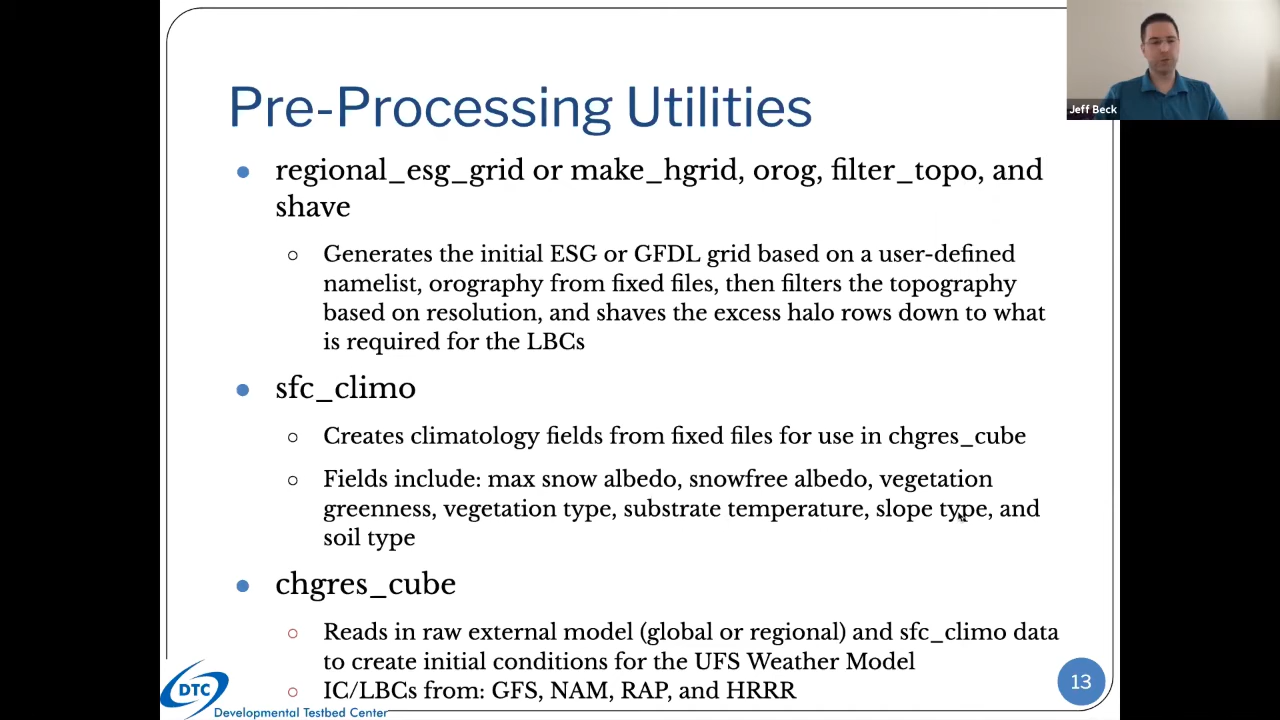 Jeff Beck
Pre-Processing Utilities
regional_esg_grid or make_hgrid, orog, filter_topo, and
shave
Generates the initial ESG or GFDL grid based on a user-defined
namelist, orography from fixed files, then filters the topography
based on resolution, and shaves the excess halo rows down to what
is required for the LBCs
sfc_climo
Creates climatology fields from fixed files for use in chgres_cube
Fields include: max snow albedo, snowfree albedo, vegetation
greenness, vegetation type, substrate temperature, slope type, and
soil type
chgres_cube
Reads in raw external model (global or regional) and sfc_climo data
to create initial conditions for the UFS Weather Model
IC/LBCs from: GFS, NAM, RAP, and HRRR
13
DTC
Developmental Testbed Center